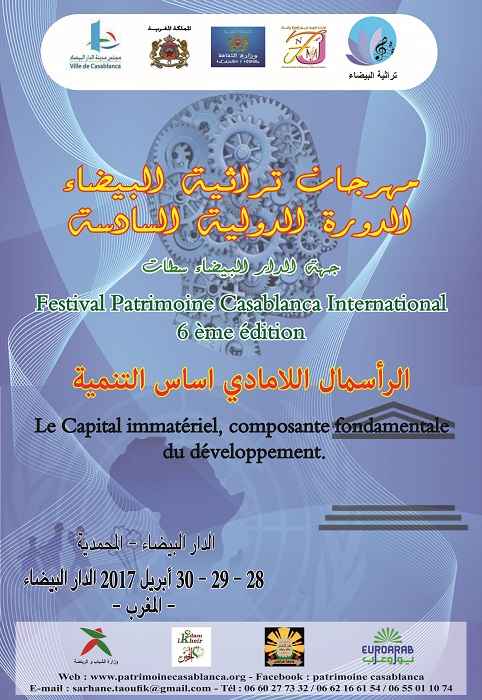 مجلس مدينة الدار البيضاء
Ville de Casablanca
المملكة المغربية
المملكة المغربية
وزارة الثقافة
تراثية البيضاء
مهرجان تراثية البيضاء
الدورة الدولية السادسة
جهة الدار البيضاء سطات
Festival Patrimoine Casablanca International
6 ème édition
الرأسمال اللامادي اساس التنمية
Le Capital immatériel, composante fondamentale
du développement.
الدار البيضاء - المحمدية
28 - 29 - 30 أبريل 2017 الدار البيضاء
- المغرب -
وزارة الشباب و الرياضة
EUROARAB
يوروعرب
Web : www.patrimoinecasablanca.org - Facebook : patrimoine casablanca
E-mail : sarhane.taoufik@gmail.com - Tél : 06 60 27 73 32 / 06 62 16 61 54 / 06 55 01 10 74